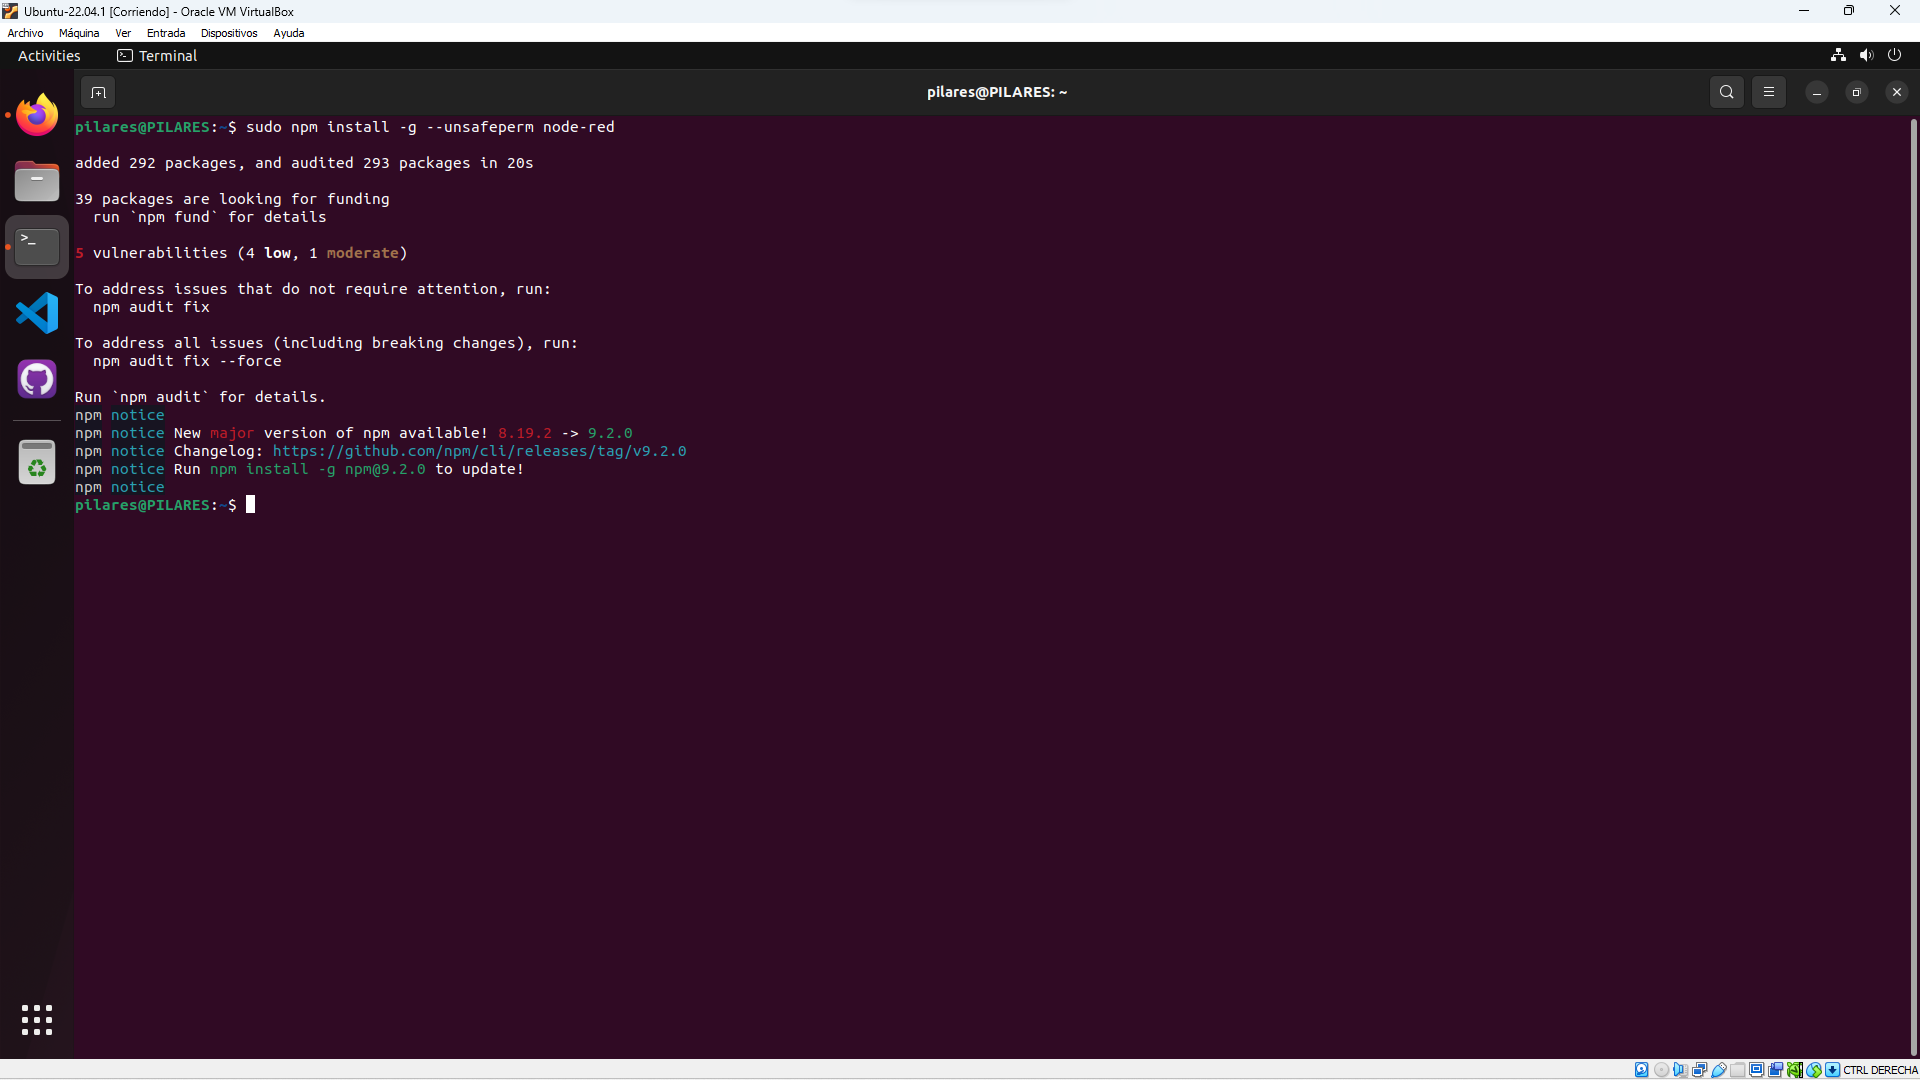 Ubuntu-22.04.1 [Corriendo] - Oracle VM VirtualBox
Archivo Máquina Ver Entrada Dispositivos Ayuda
Activities Terminal
pilares@PILARES: ~
pilares@PILARES:~$ sudo npm install -g --unsafeperm node-red
added 292 packages, and audited 293 packages in 20s
39 packages are looking for funding
run `npm fund` for details
5 vulnerabilities (4 low, 1 moderate)
To address issues that do not require attention, run:
npm audit fix
To address all issues (including breaking changes), run:
npm audit fix --force
Run `npm audit` for details.
npm notice
npm notice New major version of npm available! 8.19.2 -> 9.2.0
npm notice Changelog: https://github.com/npm/cli/releases/tag/v9.2.0
npm notice Run npm install -g npm@9.2.0 to update!
npm notice
pilares@PILARES:~$
CTRL DERECHA